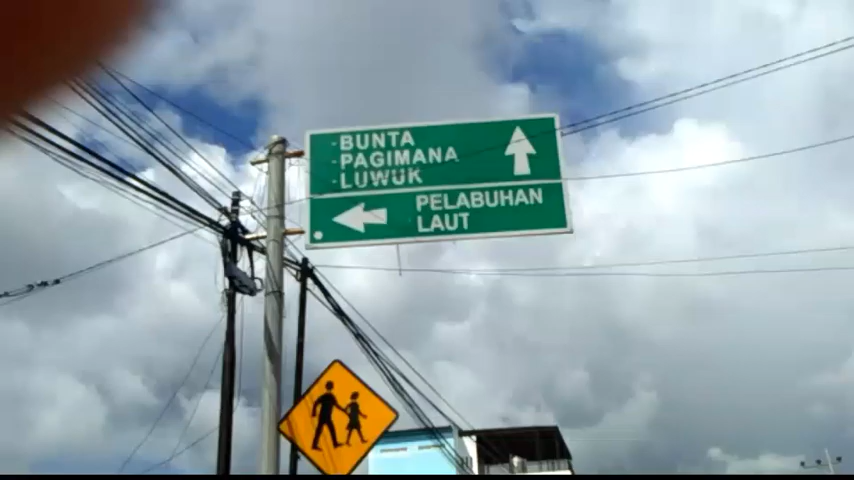 -BUNTA
-PAGIMANA
-LUWUK
PELABUHAN
LAUT